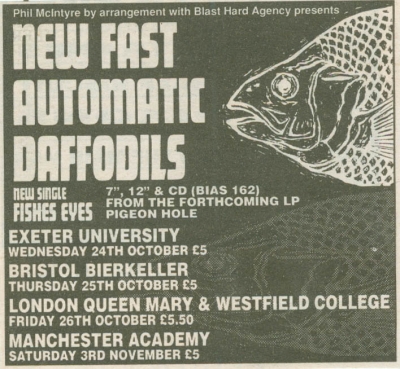 Phil McIntyre by arrangement with Blast Hard Agency presents
NEW FAST
AUTOMATIC
DAFFODILS
NEW SINGLE
FISHES EYES
7", 12" & CD (BIAS 162)
FROM THE FORTHCOMING LP
PIGEON HOLE
EXETER UNIVERSITY
WEDNESDAY 24TH OCTOBER £5
BRISTOL BIERKELLER
THURSDAY 25TH OCTOBER £5
LONDON QUEEN MARY & WESTFIELD COLLEGE
FRIDAY 26TH OCTOBER £5.50
MANCHESTER ACADEMY
SATURDAY 3RD NOVEMBER £5